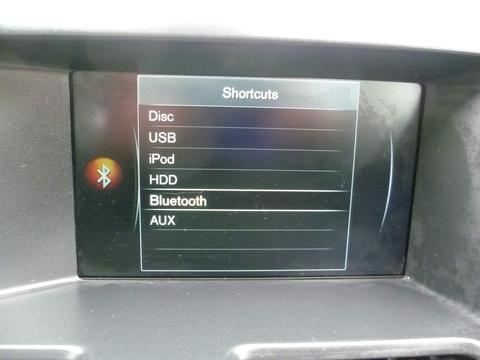 Shortcuts
Disc
USB
iPod
HDD
Bluetooth
AUX